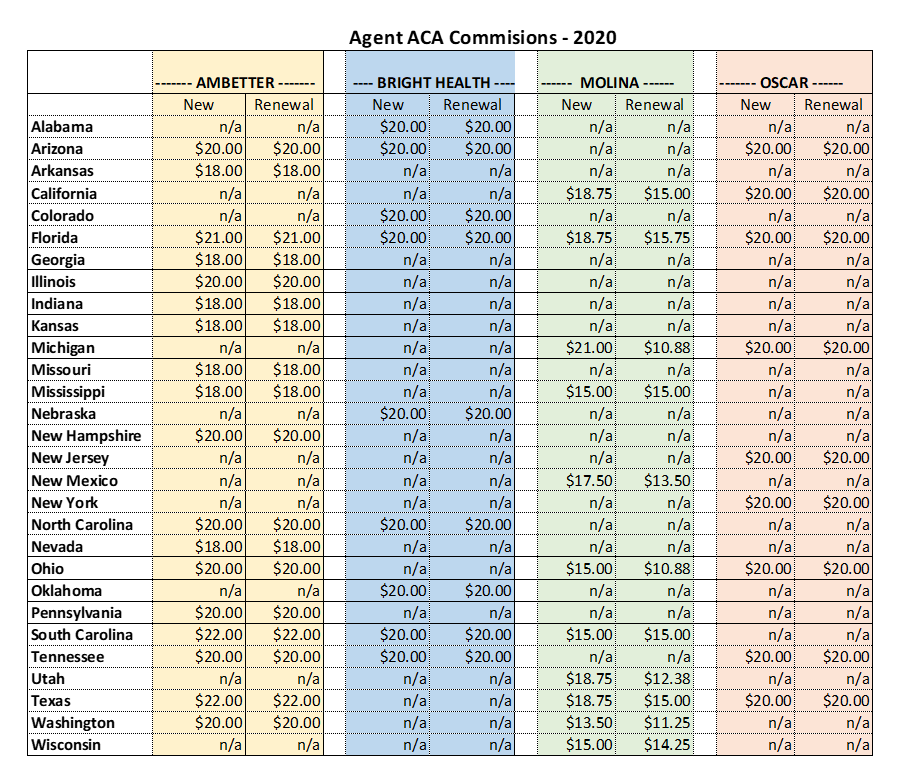 Agent ACA Commisions - 2020
------- AMBETTER ------- ---- BRIGHT HEALTH ---- ------ MOLINA ------ ------- OSCAR ------
New Renewal New Renewal New Renewal New Renewal
Alabama n/a n/a $20.00 $20.00 n/a n/a n/a n/a
Arizona $20.00 $20.00 $20.00 $20.00 n/a n/a $20.00 $20.00
Arkansas $18.00 $18.00 n/a n/a n/a n/a n/a n/a
California n/a n/a n/a n/a $18.75 $15.00 $20.00 $20.00
Colorado n/a n/a $20.00 $20.00 n/a n/a n/a n/a
Florida $21.00 $21.00 $20.00 $20.00 $18.75 $15.75 $20.00 $20.00
Georgia $18.00 $18.00 n/a n/a n/a n/a n/a n/a
Illinois $20.00 $20.00 n/a n/a n/a n/a n/a n/a
Indiana $18.00 $18.00 n/a n/a n/a n/a n/a n/a
Kansas $18.00 $18.00 n/a n/a n/a n/a n/a n/a
Michigan n/a n/a n/a n/a $21.00 $10.88 $20.00 $20.00
Missouri $18.00 $18.00 n/a n/a n/a n/a n/a n/a
Mississippi $18.00 $18.00 n/a n/a $15.00 $15.00 n/a n/a
Nebraska n/a n/a $20.00 $20.00 n/a n/a n/a n/a
New Hampshire $20.00 $20.00 n/a n/a n/a n/a n/a n/a
New Jersey n/a n/a n/a n/a n/a n/a $20.00 $20.00
New Mexico n/a n/a n/a n/a $17.50 $13.50 n/a n/a
New York n/a n/a n/a n/a n/a n/a $20.00 $20.00
North Carolina $20.00 $20.00 $20.00 $20.00 n/a n/a n/a n/a
Nevada $18.00 $18.00 n/a n/a n/a n/a n/a n/a
Ohio $20.00 $20.00 n/a n/a $15.00 $10.88 $20.00 $20.00
Oklahoma n/a n/a $20.00 $20.00 n/a n/a n/a n/a
Pennsylvania $20.00 $20.00 n/a n/a n/a n/a n/a n/a
South Carolina $22.00 $22.00 $20.00 $20.00 $15.00 $15.00 n/a n/a
Tennessee $20.00 $20.00 $20.00 $20.00 n/a n/a $20.00 $20.00
Utah n/a n/a n/a n/a $18.75 $12.38 n/a n/a
Texas $22.00 $22.00 n/a n/a $18.75 $15.00 $20.00 $20.00
Washington $20.00 $20.00 n/a n/a $13.50 $11.25 n/a n/a
Wisconsin n/a n/a n/a n/a $15.00 $14.25 n/a n/a